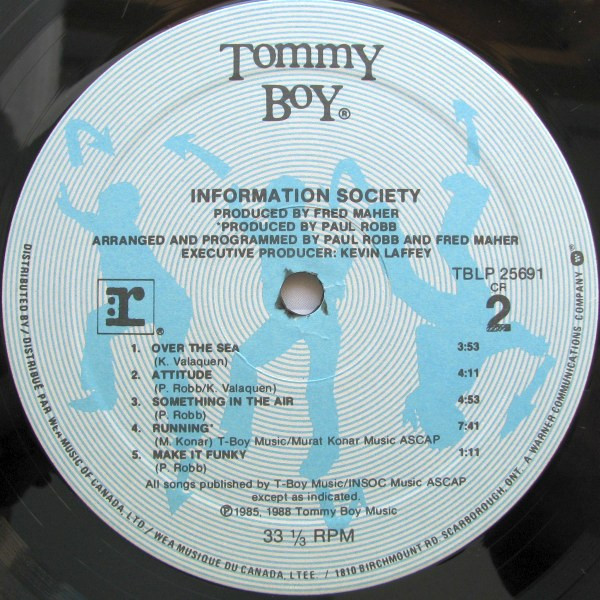 TOMMY
BOY®
INFORMATION SOCIETY
PRODUCED BY FRED MAHER
*PRODUCED BY PAUL ROBB
ARRANGED AND PROGRAMMED BY PAUL ROBB AND FRED MAHER
EXECUTIVE PRODUCER: KEVIN LAFFEY
TBLP 25691
CR
2
r®
1. OVER THE SEA 3:53
(K. Valaquen)
2. ATTITUDE 4:11
(P. Robb/K. Valaquen)
3. SOMETHING IN THE AIR 4:53
(P. Robb)
4. RUNNING* 7:41
(M. Konar) T-Boy Music/Murat Konar Music ASCAP
5. MAKE IT FUNKY 1:11
(P. Robb)
All songs published by T-Boy Music/INSOC Music ASCAP
except as indicated.
℗©1985, 1988 Tommy Boy Music
33 ⅓ RPM
DISTRIBUTED BY / DISTRIBUÉ PAR WEA MUSIC OF CANADA, LTD / WEA MUSIQUE DU CANADA, LTEE / 1810 BIRCHMOUNT RD. SCARBOROUGH, ONT. A WARNER COMMUNICATIONS COMPANY